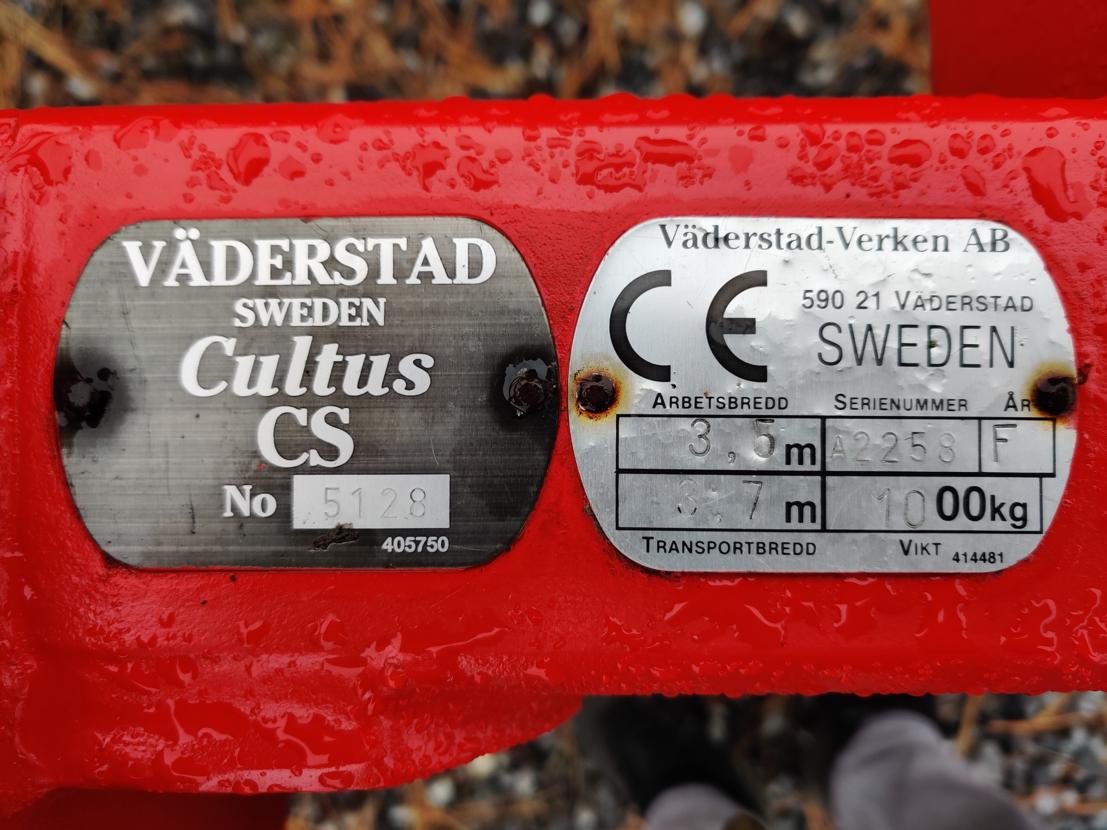 VÄDERSTAD
SWEDEN
Cultus
CS
No 5128
405750
Väderstad-Verken AB
CE
590 21 VÄDERSTAD
SWEDEN
ARBETSBREDD SERIENUMMER ÅR
3,5 m A2258 F
3,7 m 1000kg
TRANSPORTBREDD VIKT 414481